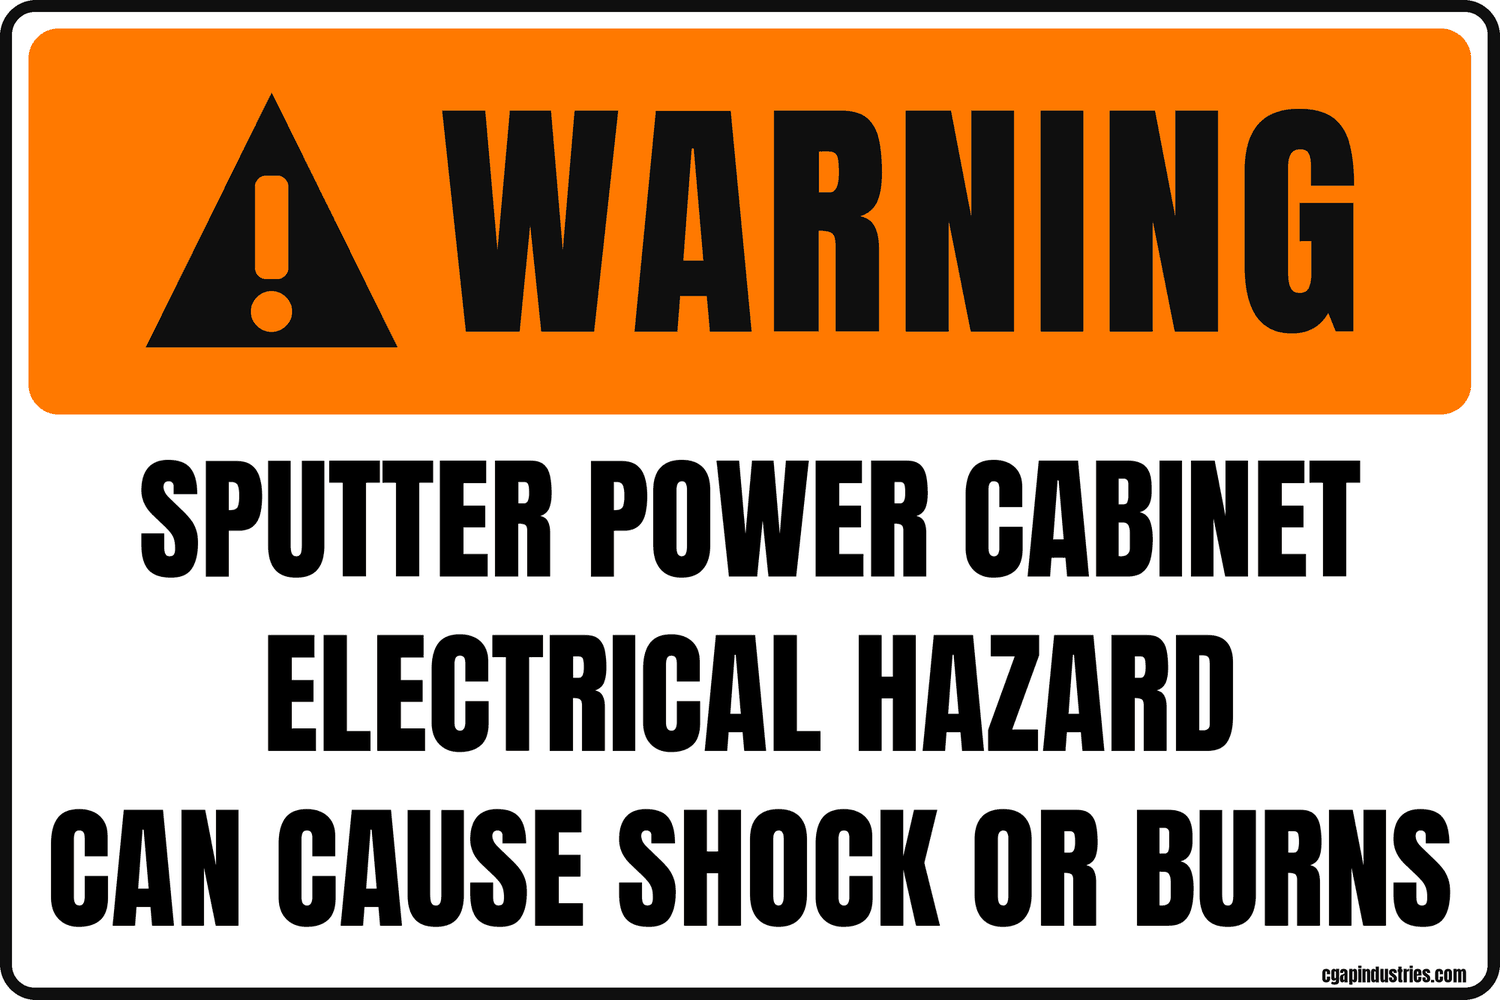 WARNING
SPUTTER POWER CABINET
ELECTRICAL HAZARD
CAN CAUSE SHOCK OR BURNS
cgapindustries.com